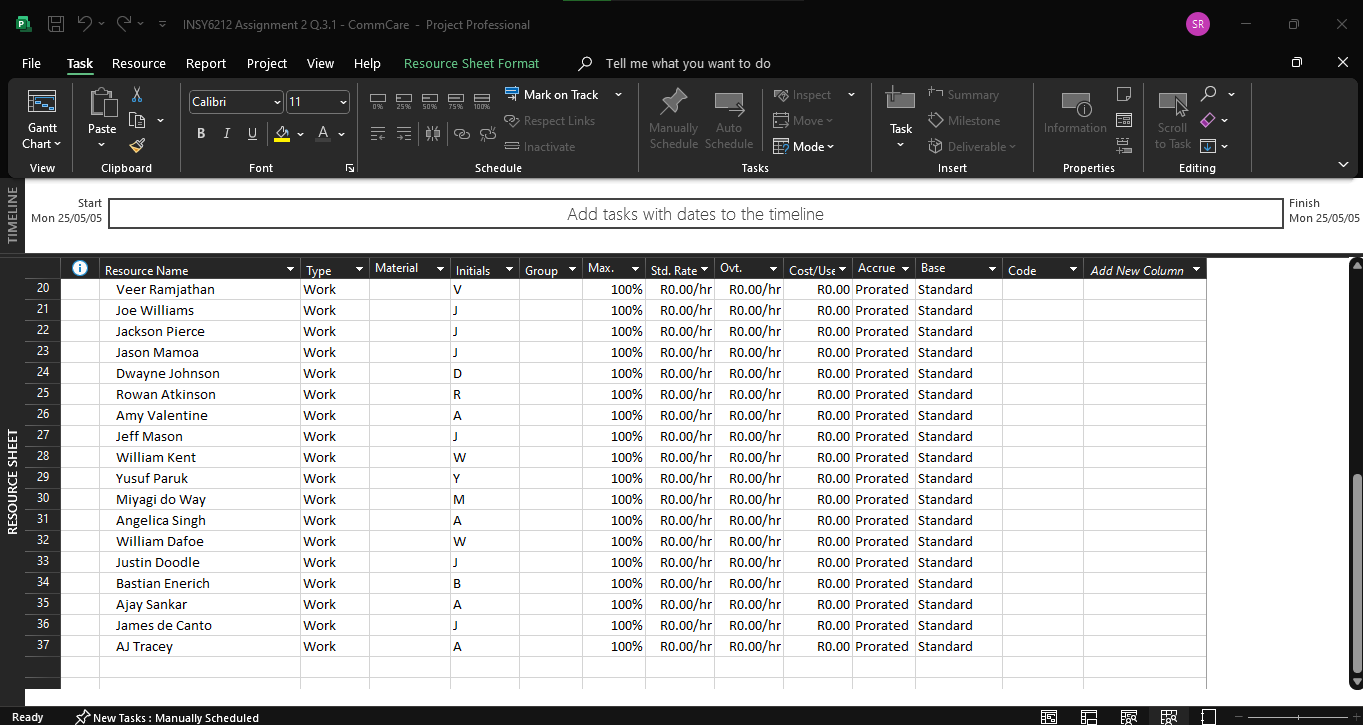 INSY6212 Assignment 2 Q.3.1 - CommCare - Project Professional
SR
File Task Resource Report Project View Help Resource Sheet Format Tell me what you want to do
Gantt Chart
View
Paste
Clipboard
Calibri 11
B I U A
Font
0% 25% 50% 75% 100%
Mark on Track
Respect Links
Inactivate
Schedule
Manually Schedule
Auto Schedule
Inspect
Move
Mode
Tasks
Task
Summary
Milestone
Deliverable
Insert
Information
Properties
Scroll to Task
Editing
TIMELINE
Start
Mon 25/05/05
Add tasks with dates to the timeline
Finish
Mon 25/05/05
RESOURCE SHEET
Resource Name Type Material Initials Group Max. Std. Rate Ovt. Cost/Use Accrue Base Code Add New Column
20 Veer Ramjathan Work V 100% R0.00/hr R0.00/hr R0.00 Prorated Standard
21 Joe Williams Work J 100% R0.00/hr R0.00/hr R0.00 Prorated Standard
22 Jackson Pierce Work J 100% R0.00/hr R0.00/hr R0.00 Prorated Standard
23 Jason Mamoa Work J 100% R0.00/hr R0.00/hr R0.00 Prorated Standard
24 Dwayne Johnson Work D 100% R0.00/hr R0.00/hr R0.00 Prorated Standard
25 Rowan Atkinson Work R 100% R0.00/hr R0.00/hr R0.00 Prorated Standard
26 Amy Valentine Work A 100% R0.00/hr R0.00/hr R0.00 Prorated Standard
27 Jeff Mason Work J 100% R0.00/hr R0.00/hr R0.00 Prorated Standard
28 William Kent Work W 100% R0.00/hr R0.00/hr R0.00 Prorated Standard
29 Yusuf Paruk Work Y 100% R0.00/hr R0.00/hr R0.00 Prorated Standard
30 Miyagi do Way Work M 100% R0.00/hr R0.00/hr R0.00 Prorated Standard
31 Angelica Singh Work A 100% R0.00/hr R0.00/hr R0.00 Prorated Standard
32 William Dafoe Work W 100% R0.00/hr R0.00/hr R0.00 Prorated Standard
33 Justin Doodle Work J 100% R0.00/hr R0.00/hr R0.00 Prorated Standard
34 Bastian Enerich Work B 100% R0.00/hr R0.00/hr R0.00 Prorated Standard
35 Ajay Sankar Work A 100% R0.00/hr R0.00/hr R0.00 Prorated Standard
36 James de Canto Work J 100% R0.00/hr R0.00/hr R0.00 Prorated Standard
37 AJ Tracey Work A 100% R0.00/hr R0.00/hr R0.00 Prorated Standard
Ready New Tasks : Manually Scheduled